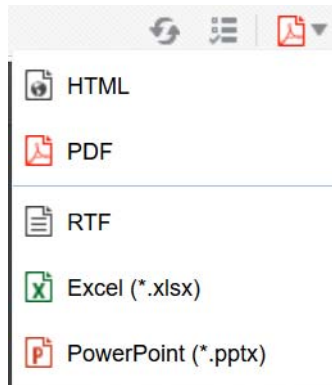 HTML
PDF
RTF
Excel (*.xlsx)
PowerPoint (*.pptx)